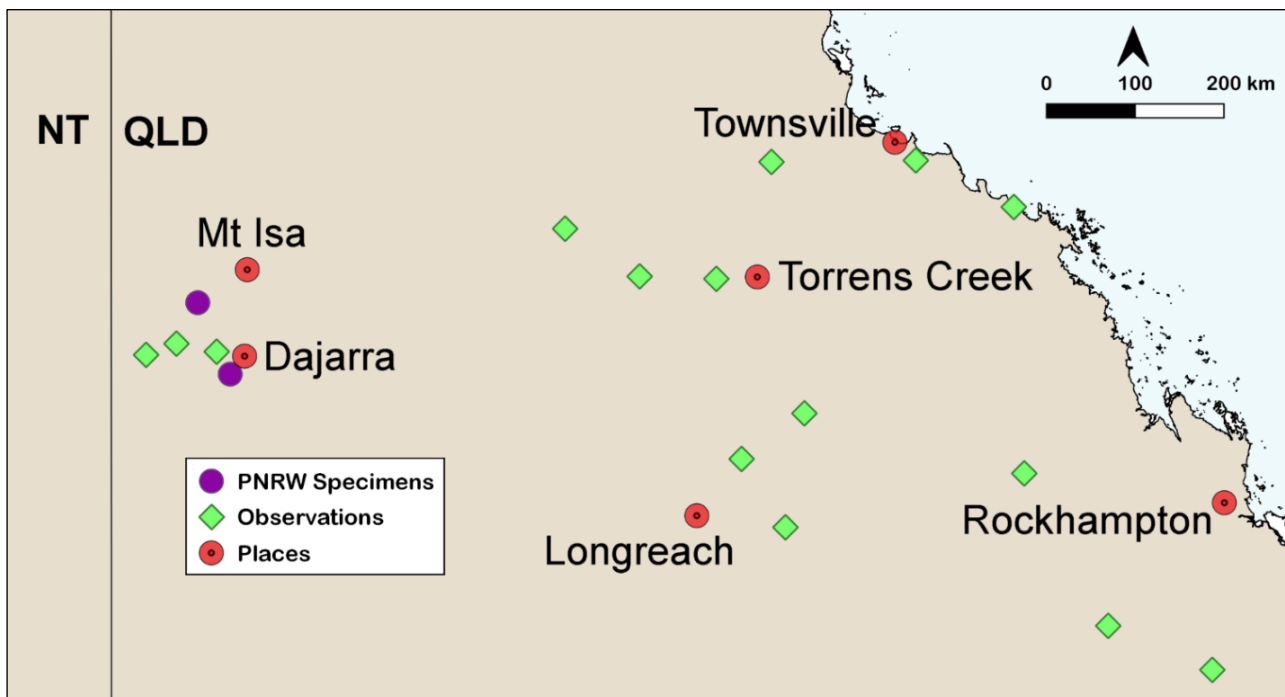 0 100 200 km
NT QLD
Townsville
Mt Isa
Torrens Creek
Dajarra
PNRW Specimens
Observations
Places
Rockhampton
Longreach